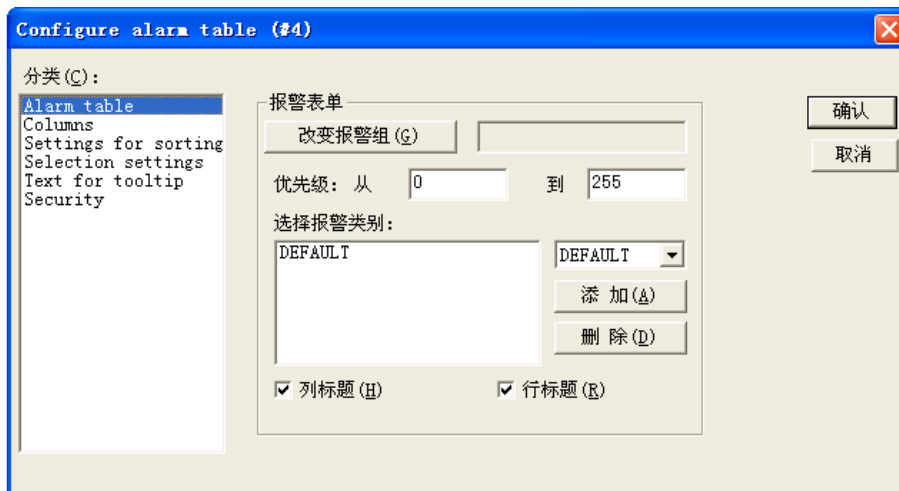 Configure alarm table (#4)
分类(C):
Alarm table
Columns
Settings for sorting
Selection settings
Text for tooltip
Security
报警表单
改变报警组(G)
优先级: 从 0 到 255
选择报警类别:
DEFAULT
DEFAULT
添 加(A)
删 除(D)
列标题(H) 行标题(R)
确认
取消